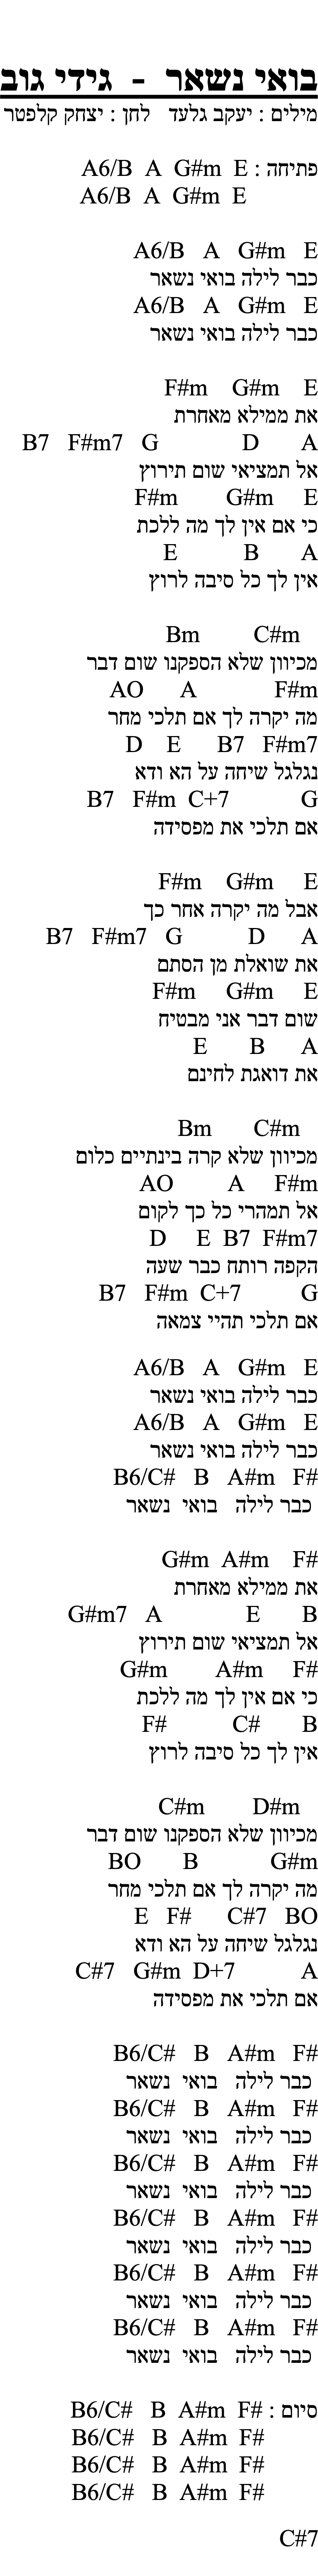 בואי נשאר - גידי גוב
מילים : יעקב גלעד לחן : יצחק קלפטר
פתיחה : A6/B A G#m E
A6/B A G#m E
A6/B A G#m E
כבר לילה בואי נשאר
A6/B A G#m E
כבר לילה בואי נשאר
F#m G#m E
את ממילא מאחרת
B7 F#m7 G D A
אל תמציאי שום תירוץ
F#m G#m E
כי אם אין לך מה ללכת
E B A
אין לך כל סיבה לרוץ
Bm C#m
מכיוון שלא הספקנו שום דבר
AO A F#m
מה יקרה לך אם תלכי מחר
D E B7 F#m7
נגלגל שיחה על הא ודא
B7 F#m C+7 G
אם תלכי את מפסידה
F#m G#m E
אבל מה יקרה אחר כך
B7 F#m7 G D A
את שואלת מן הסתם
F#m G#m E
שום דבר אני מבטיח
E B A
את דואגת לחינם
Bm C#m
מכיוון שלא קרה בינתיים כלום
AO A F#m
אל תמהרי כל כך לקום
D E B7 F#m7
הקפה רותח כבר שעה
B7 F#m C+7 G
אם תלכי תהיי צמאה
A6/B A G#m E
כבר לילה בואי נשאר
A6/B A G#m E
כבר לילה בואי נשאר
B6/C# B A#m F#
כבר לילה בואי נשאר
G#m A#m F#
את ממילא מאחרת
G#m7 A E B
אל תמציאי שום תירוץ
G#m A#m F#
כי אם אין לך מה ללכת
F# C# B
אין לך כל סיבה לרוץ
C#m D#m
מכיוון שלא הספקנו שום דבר
BO B G#m
מה יקרה לך אם תלכי מחר
E F# C#7 BO
נגלגל שיחה על הא ודא
C#7 G#m D+7 A
אם תלכי את מפסידה
B6/C# B A#m F#
כבר לילה בואי נשאר
B6/C# B A#m F#
כבר לילה בואי נשאר
B6/C# B A#m F#
כבר לילה בואי נשאר
B6/C# B A#m F#
כבר לילה בואי נשאר
B6/C# B A#m F#
כבר לילה בואי נשאר
B6/C# B A#m F#
כבר לילה בואי נשאר
סיום : B6/C# B A#m F#
B6/C# B A#m F#
B6/C# B A#m F#
B6/C# B A#m F#
C#7